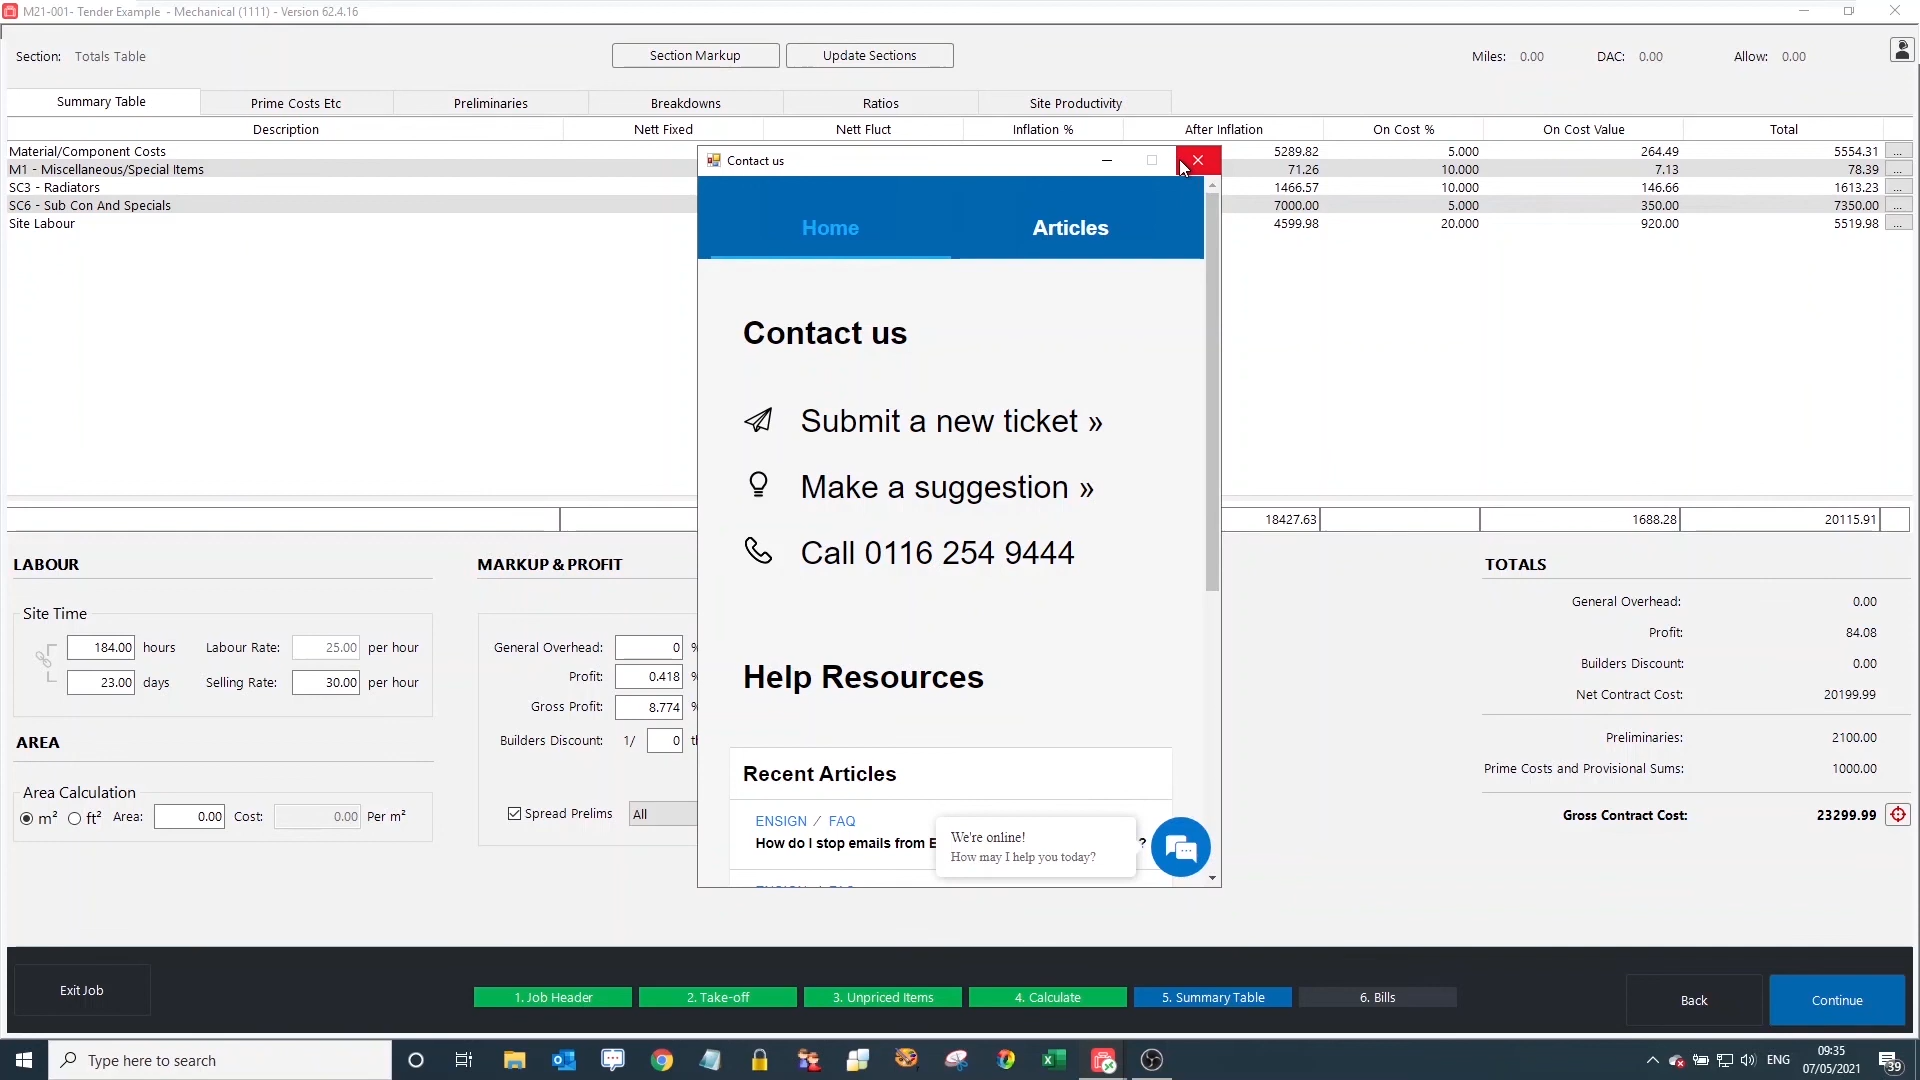 M21-001- Tender Example - Mechanical (1111) - Version 62.4.16
Section: Totals Table
Section Markup
Update Sections
Miles: 0.00 DAC: 0.00 Allow: 0.00
Summary Table Prime Costs Etc Preliminaries Breakdowns Ratios Site Productivity
Description Nett Fixed Nett Fluct Inflation % After Inflation On Cost % On Cost Value Total
Material/Component Costs 5289.82 5.000 264.49 5554.31 ...
M1 - Miscellaneous/Special Items 71.26 10.000 7.13 78.39 ...
SC3 - Radiators 1466.57 10.000 146.66 1613.23 ...
SC6 - Sub Con And Specials 7000.00 5.000 350.00 7350.00 ...
Site Labour 4599.98 20.000 920.00 5519.98 ...
18427.63 1688.28 20115.91
Contact us
Home Articles
Contact us
Submit a new ticket »
Make a suggestion »
Call 0116 254 9444
Help Resources
Recent Articles
ENSIGN / FAQ
How do I stop emails from E ?
We're online!
How may I help you today?
LABOUR
Site Time
184.00 hours Labour Rate: 25.00 per hour
23.00 days Selling Rate: 30.00 per hour
AREA
Area Calculation
m² ft² Area: 0.00 Cost: 0.00 Per m²
MARKUP & PROFIT
General Overhead: 0 %
Profit: 0.418 %
Gross Profit: 8.774 %
Builders Discount: 1/ 0
Spread Prelims All
TOTALS
General Overhead: 0.00
Profit: 84.08
Builders Discount: 0.00
Net Contract Cost: 20199.99
Preliminaries: 2100.00
Prime Costs and Provisional Sums: 1000.00
Gross Contract Cost: 23299.99
Exit Job
1. Job Header 2. Take-off 3. Unpriced Items 4. Calculate 5. Summary Table 6. Bills
Back Continue
Type here to search
ENG
09:35
07/05/2021
39